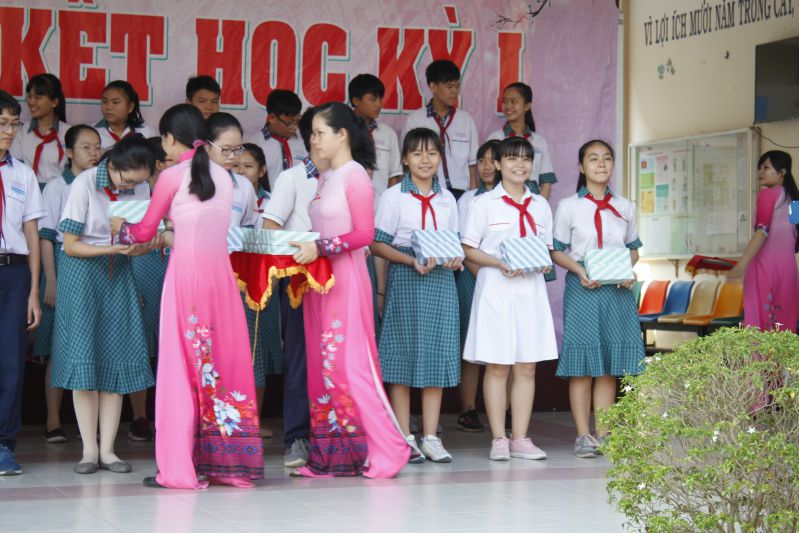 KẾT HỌC KỲ I
VÌ LỢI ÍCH MƯỜI NĂM TRỒNG CÂY,